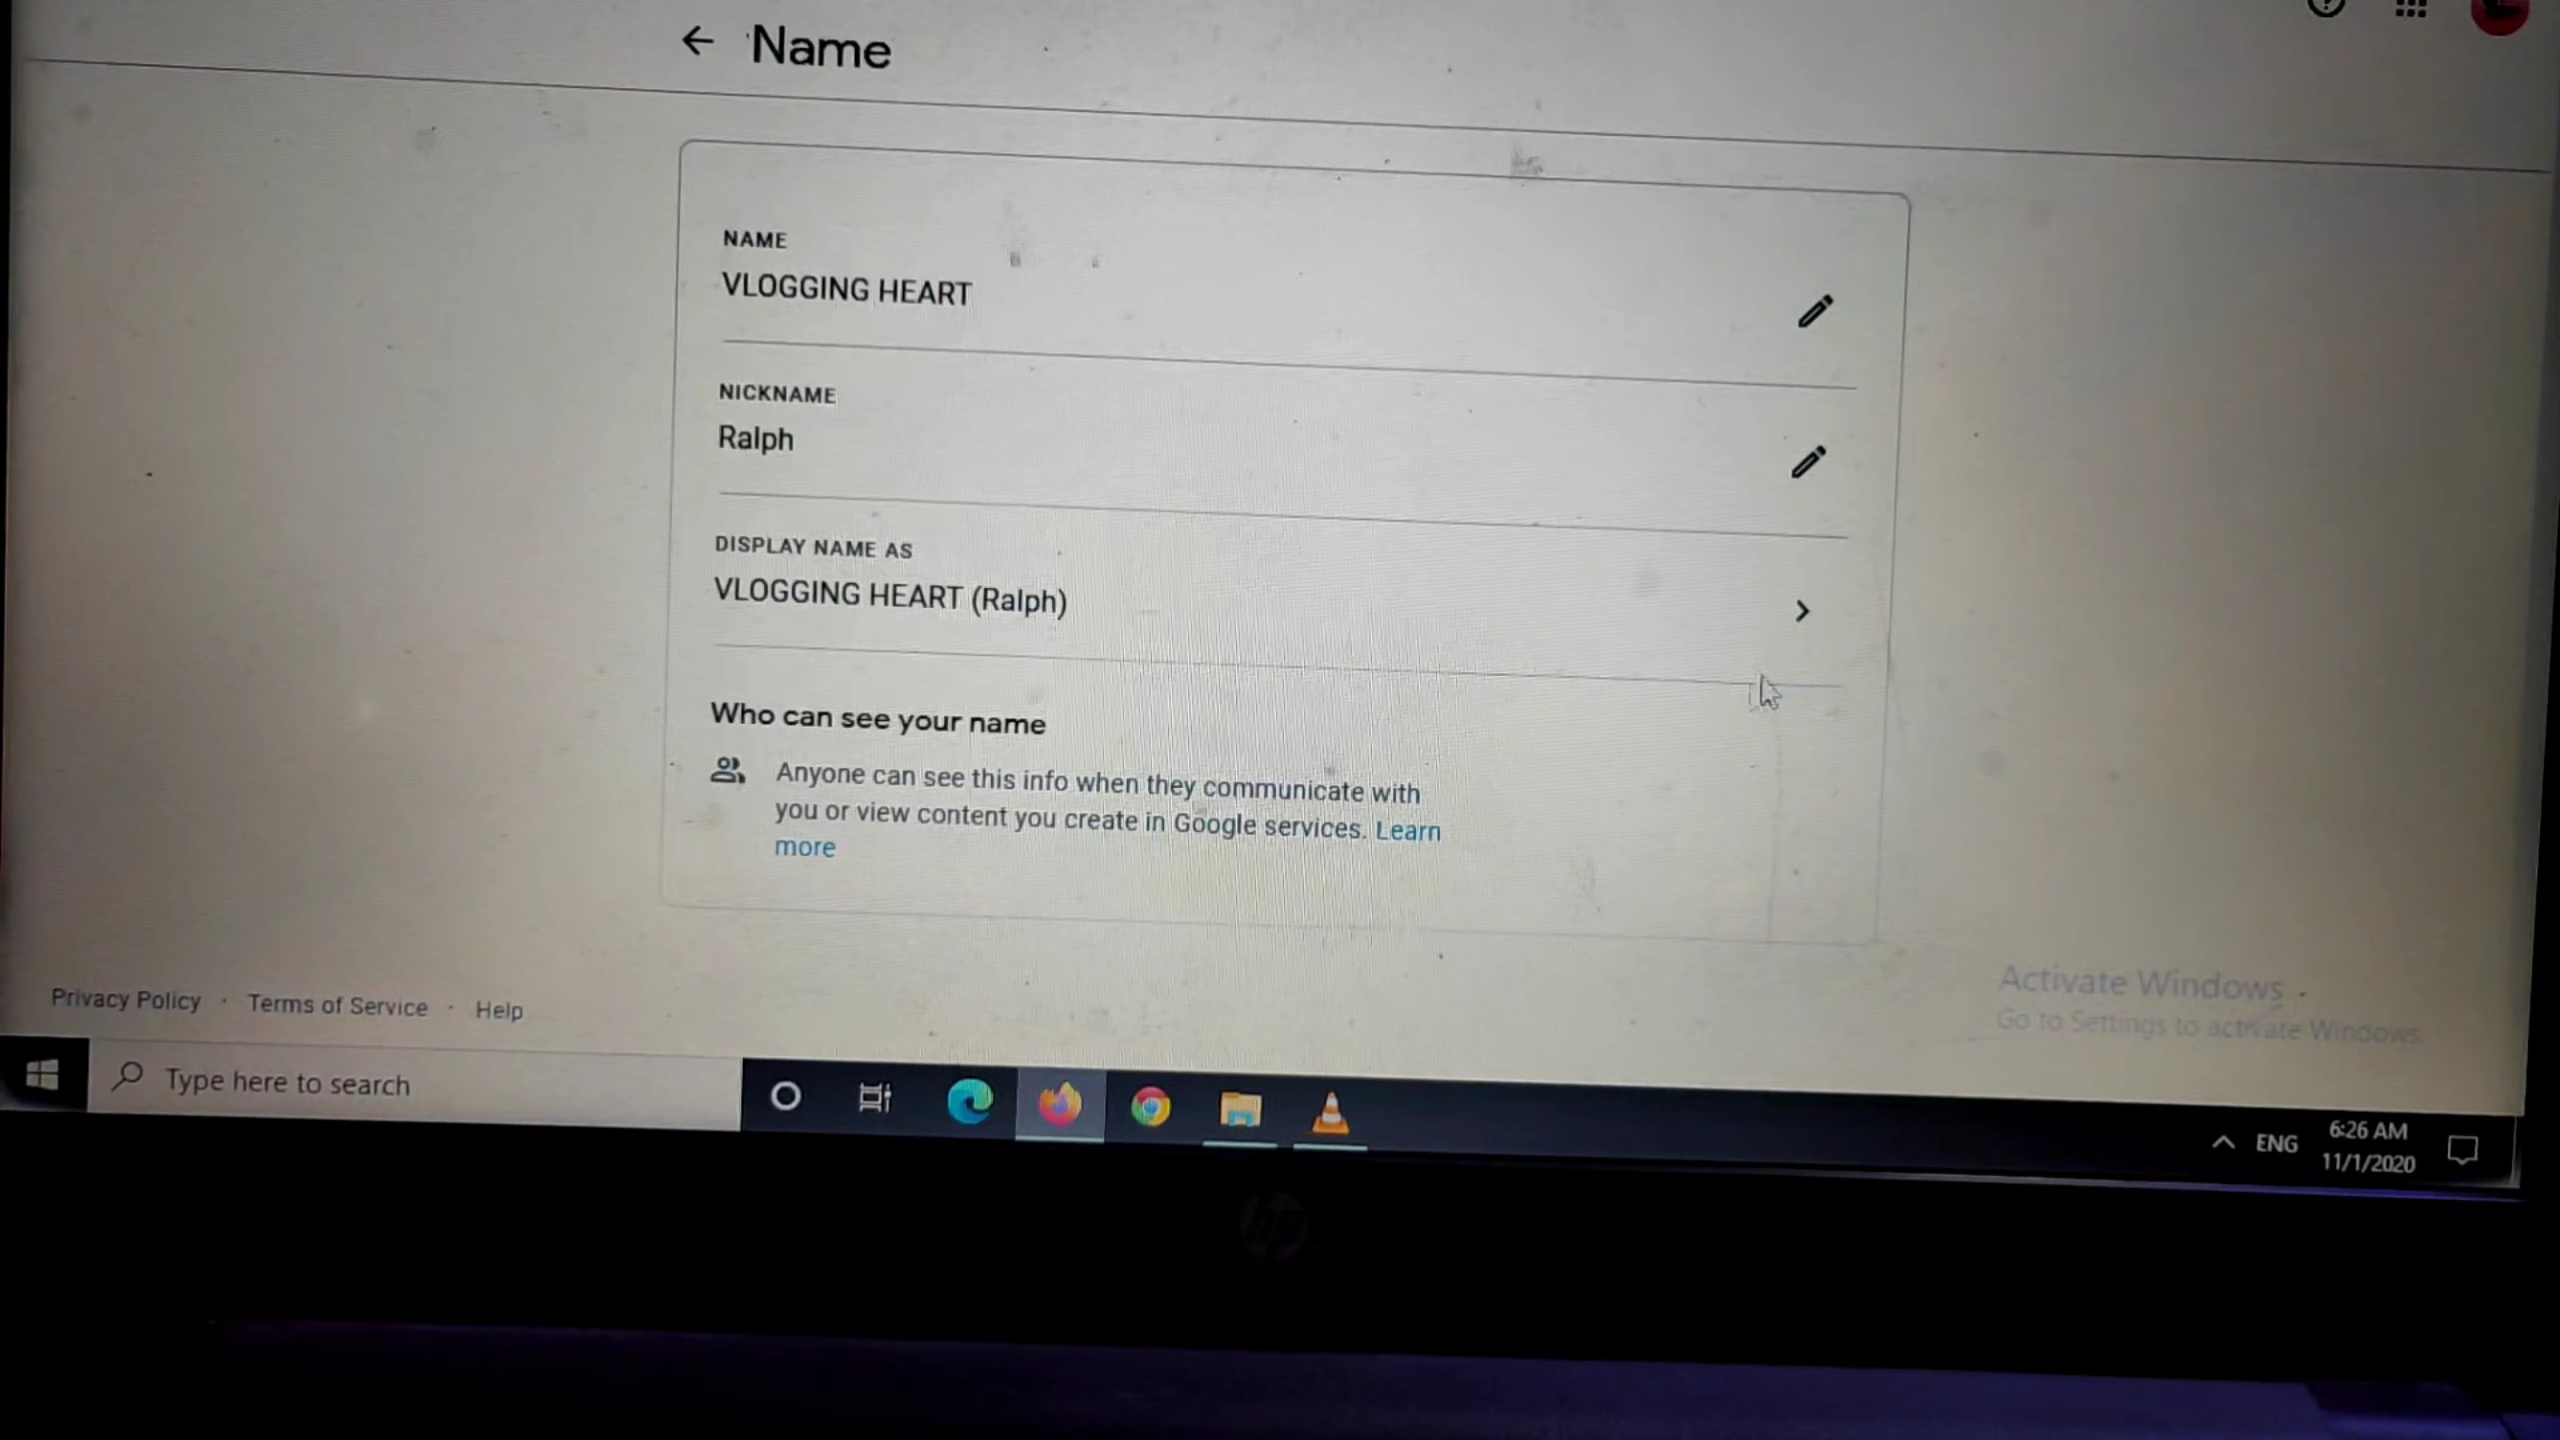 Name
NAME
VLOGGING HEART
NICKNAME
Ralph
DISPLAY NAME AS
VLOGGING HEART (Ralph)
Who can see your name
Anyone can see this info when they communicate with
you or view content you create in Google services. Learn
more
Activate Windows
Go to Settings to activate Windows.
Privacy Policy · Terms of Service · Help
Type here to search
ENG
6:26 AM
11/1/2020
hp